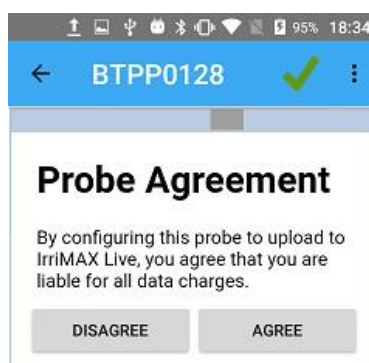 95% 18:34
BTPP0128
Probe Agreement
By configuring this probe to upload to
IrriMAX Live, you agree that you are
liable for all data charges.
DISAGREE AGREE